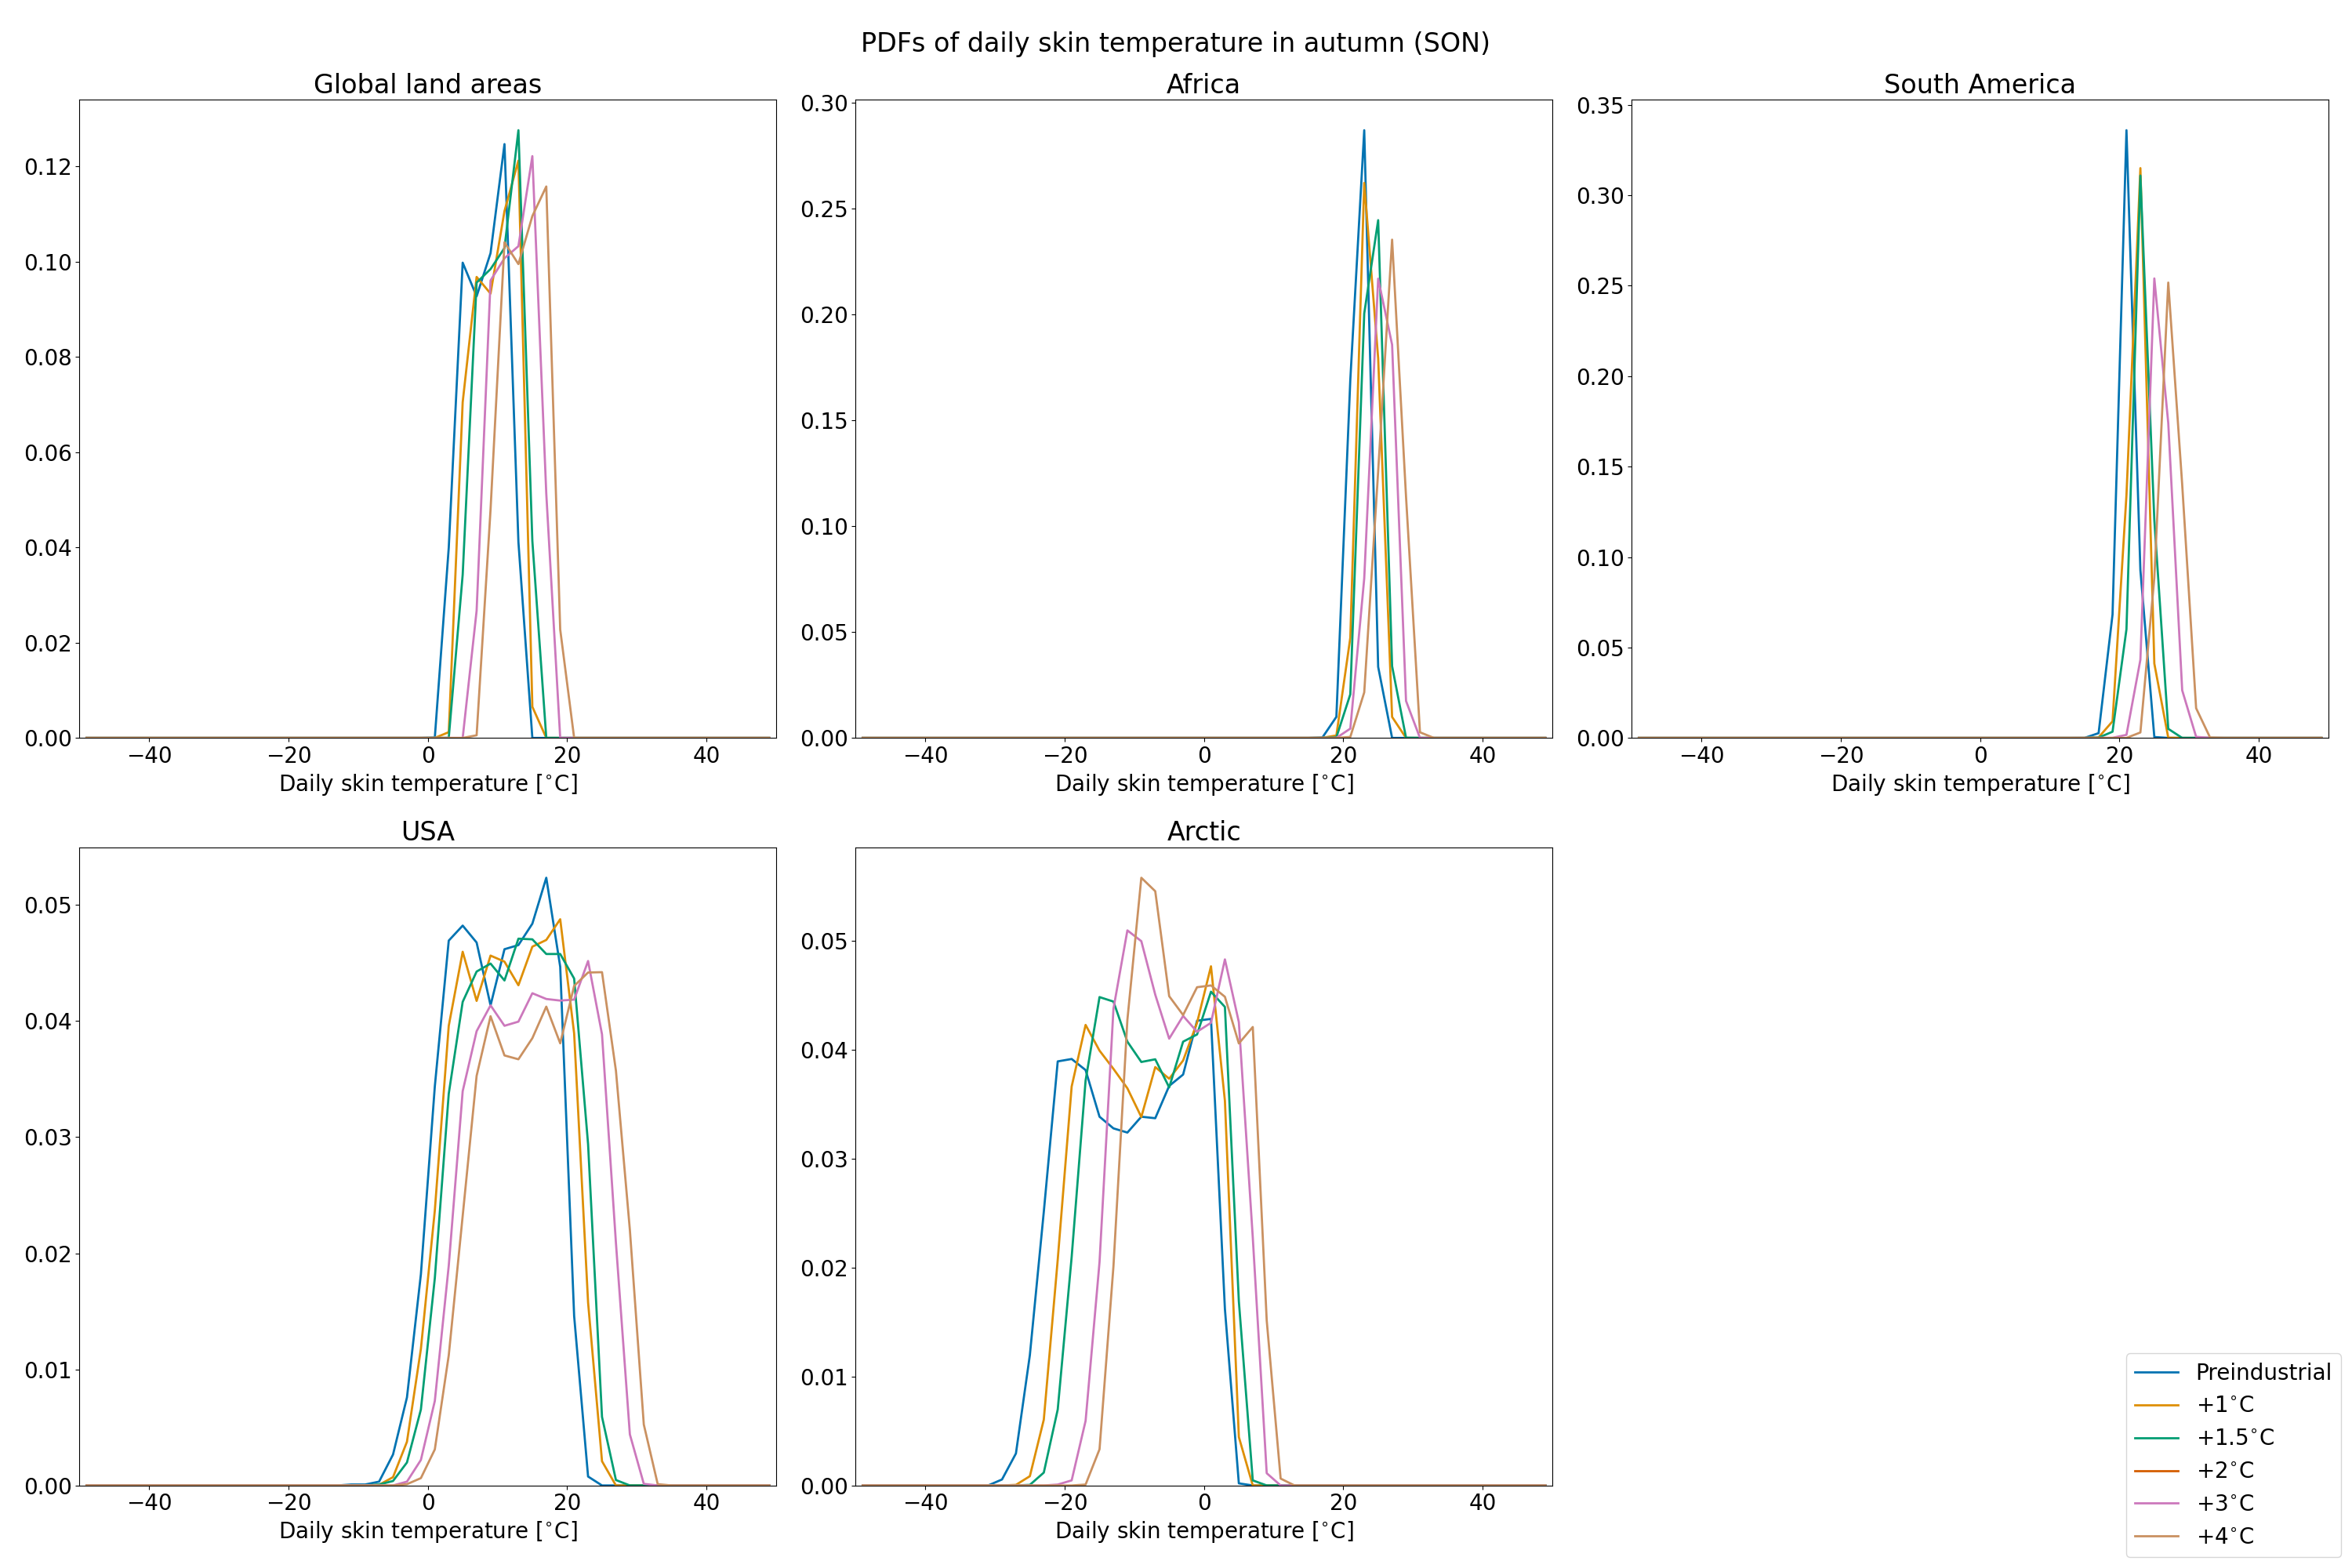 PDFs of daily skin temperature in autumn (SON)
Global land areas
0.12
0.10
0.08
0.06
0.04
0.02
0.00
−40 −20 0 20 40
Daily skin temperature [°C]
Africa
0.30
0.25
0.20
0.15
0.10
0.05
0.00
−40 −20 0 20 40
Daily skin temperature [°C]
South America
0.35
0.30
0.25
0.20
0.15
0.10
0.05
0.00
−40 −20 0 20 40
Daily skin temperature [°C]
USA
0.05
0.04
0.03
0.02
0.01
0.00
−40 −20 0 20 40
Daily skin temperature [°C]
Arctic
0.05
0.04
0.03
0.02
0.01
0.00
−40 −20 0 20 40
Daily skin temperature [°C]
Preindustrial
+1°C
+1.5°C
+2°C
+3°C
+4°C